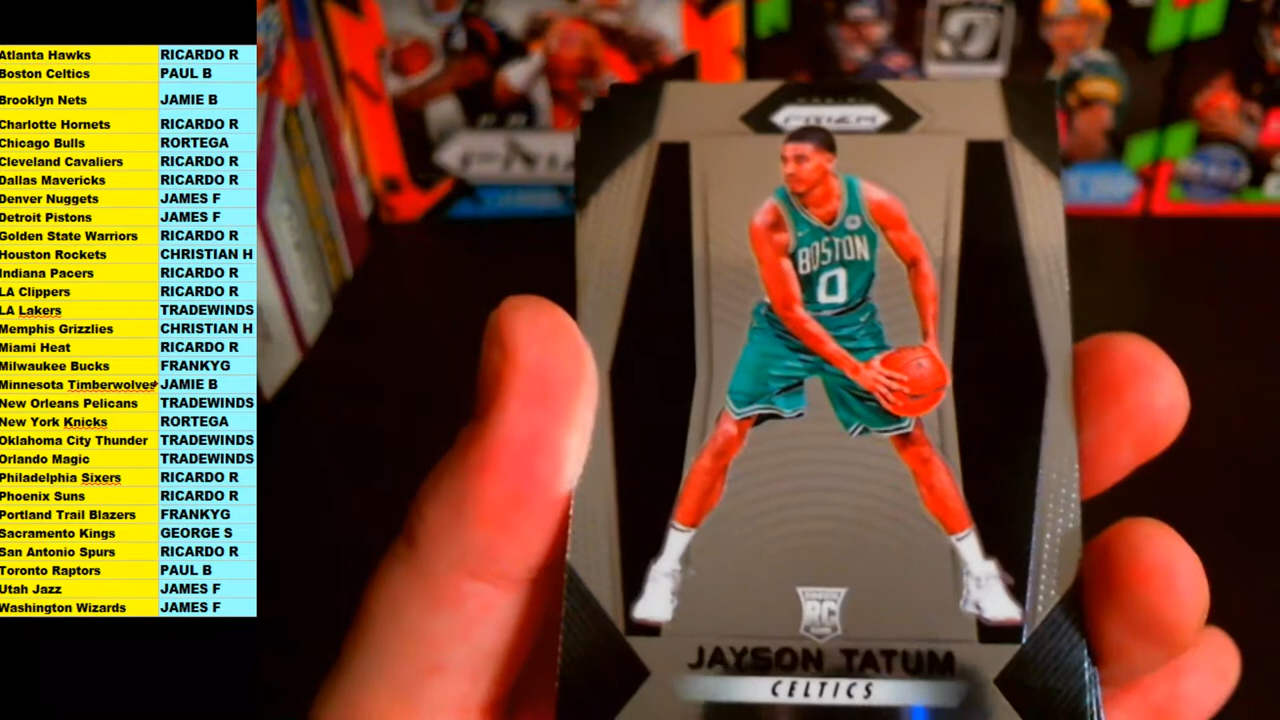 Atlanta Hawks RICARDO R
Boston Celtics PAUL B
Brooklyn Nets JAMIE B
Charlotte Hornets RICARDO R
Chicago Bulls RORTEGA
Cleveland Cavaliers RICARDO R
Dallas Mavericks RICARDO R
Denver Nuggets JAMES F
Detroit Pistons JAMES F
Golden State Warriors RICARDO R
Houston Rockets CHRISTIAN H
Indiana Pacers RICARDO R
LA Clippers RICARDO R
LA Lakers TRADEWINDS
Memphis Grizzlies CHRISTIAN H
Miami Heat RICARDO R
Milwaukee Bucks FRANKYG
Minnesota Timberwolves JAMIE B
New Orleans Pelicans TRADEWINDS
New York Knicks RORTEGA
Oklahoma City Thunder TRADEWINDS
Orlando Magic TRADEWINDS
Philadelphia Sixers RICARDO R
Phoenix Suns RICARDO R
Portland Trail Blazers FRANKYG
Sacramento Kings GEORGE S
San Antonio Spurs RICARDO R
Toronto Raptors PAUL B
Utah Jazz JAMES F
Washington Wizards JAMES F
PRIZM
BOSTON
0
RC
JAYSON TATUM
CELTICS